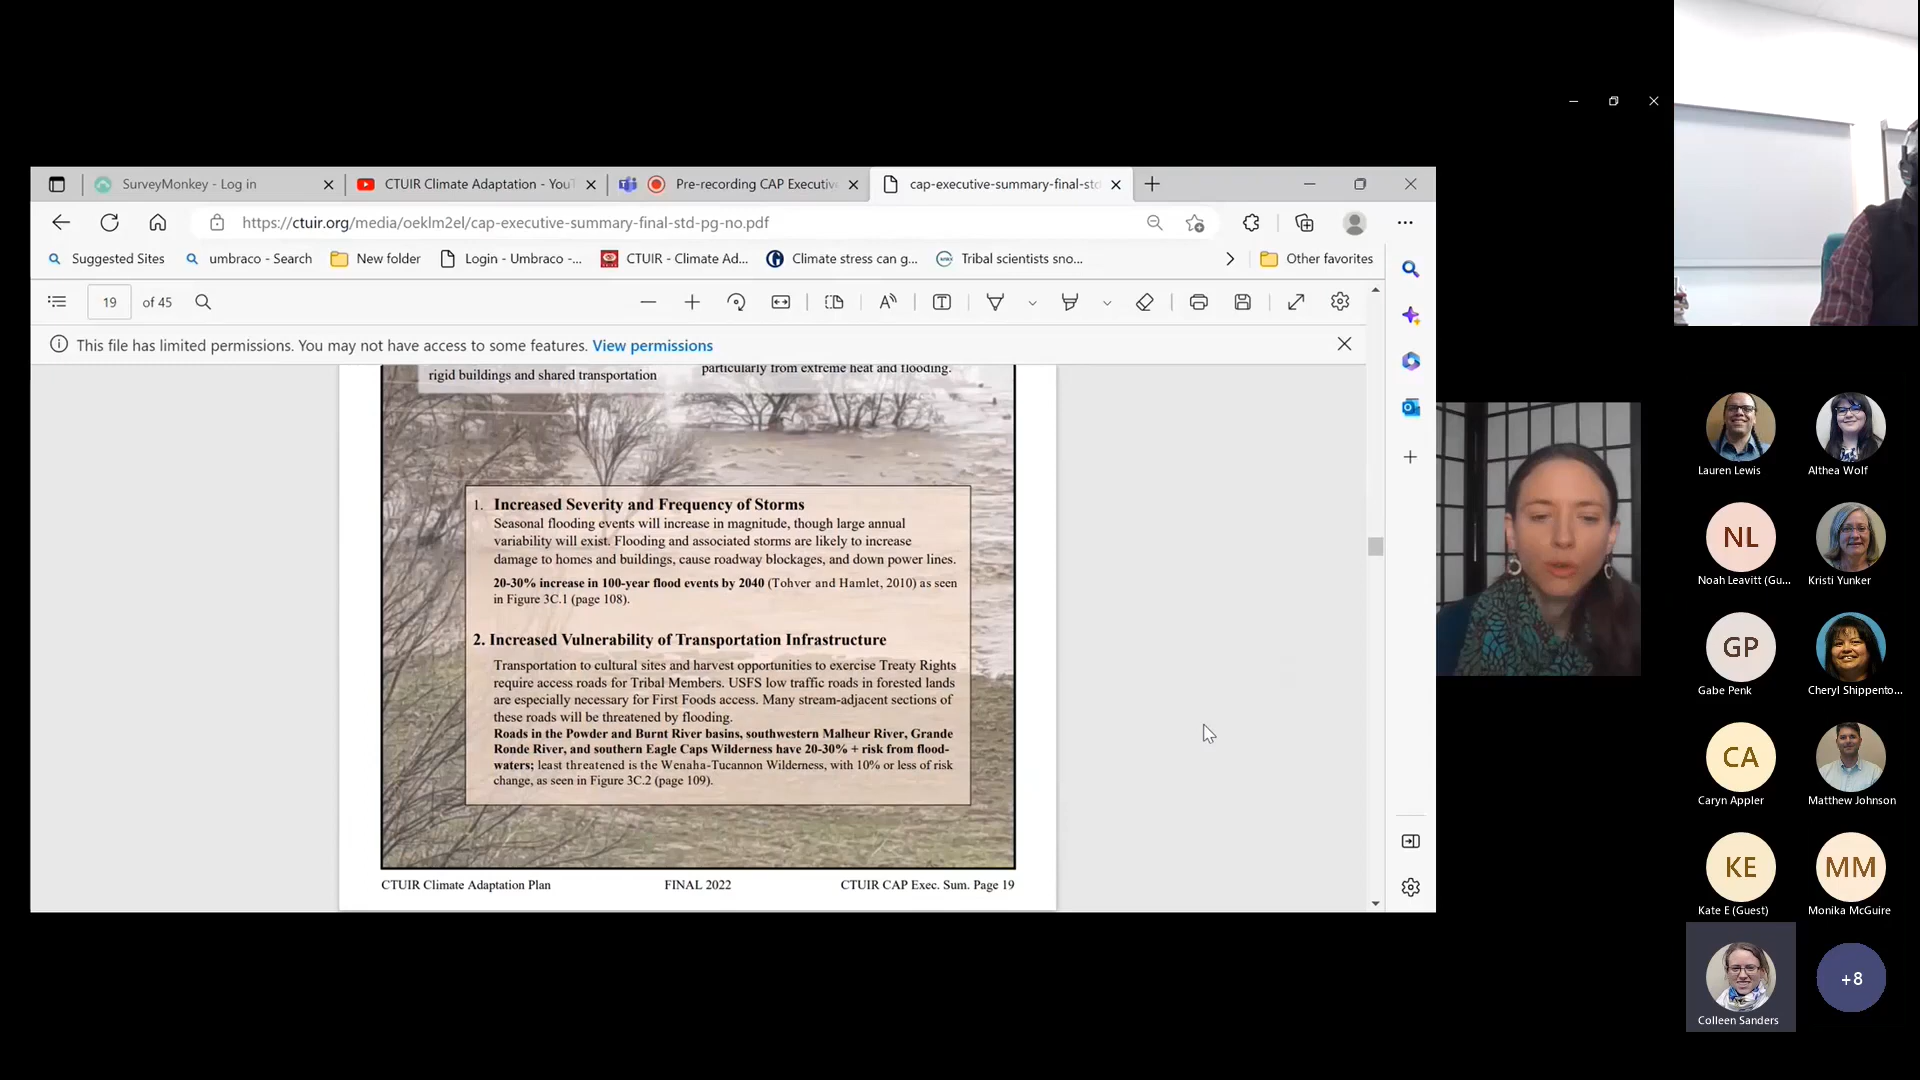 SurveyMonkey - Log in
CTUIR Climate Adaptation - YouT
Pre-recording CAP Executive
cap-executive-summary-final-std
https://ctuir.org/media/oeklm2el/cap-executive-summary-final-std-pg-no.pdf
Suggested Sites
umbraco - Search
New folder
Login - Umbraco -...
CTUIR - Climate Ad...
Climate stress can g...
Tribal scientists sno...
Other favorites
19 of 45
This file has limited permissions. You may not have access to some features. View permissions
rigid buildings and shared transportation
particularly from extreme heat and flooding.
1. Increased Severity and Frequency of Storms
Seasonal flooding events will increase in magnitude, though large annual
variability will exist. Flooding and associated storms are likely to increase
damage to homes and buildings, cause roadway blockages, and down power lines.
20-30% increase in 100-year flood events by 2040 (Tohver and Hamlet, 2010) as seen
in Figure 3C.1 (page 108).
2. Increased Vulnerability of Transportation Infrastructure
Transportation to cultural sites and harvest opportunities to exercise Treaty Rights
require access roads for Tribal Members. USFS low traffic roads in forested lands
are especially necessary for First Foods access. Many stream-adjacent sections of
these roads will be threatened by flooding.
Roads in the Powder and Burnt River basins, southwestern Malheur River, Grande
Ronde River, and southern Eagle Caps Wilderness have 20-30% + risk from flood-
waters; least threatened is the Wenaha-Tucannon Wilderness, with 10% or less of risk
change, as seen in Figure 3C.2 (page 109).
CTUIR Climate Adaptation Plan
FINAL 2022
CTUIR CAP Exec. Sum. Page 19
Lauren Lewis
Althea Wolf
NL
Noah Leavitt (Gu...
Kristi Yunker
GP
Gabe Penk
Cheryl Shippento...
CA
Caryn Appler
Matthew Johnson
KE
Kate E (Guest)
MM
Monika McGuire
Colleen Sanders
+8